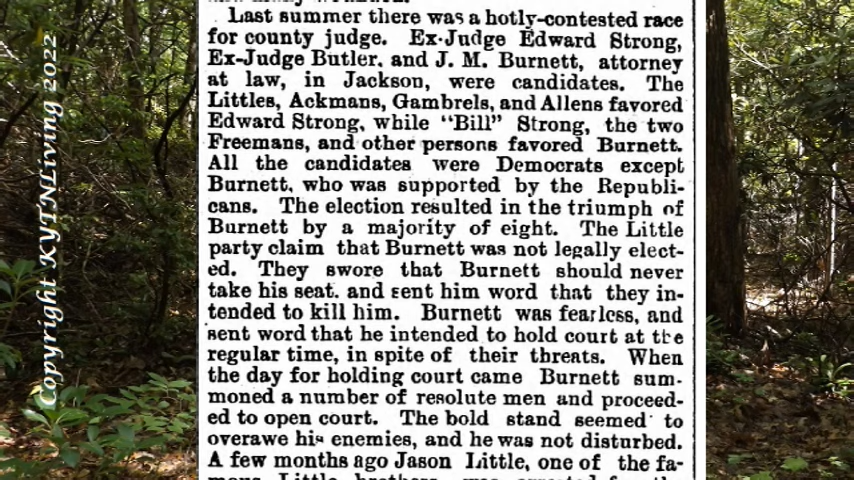 Last summer there was a hotly-contested race
for county judge. Ex-Judge Edward Strong,
Ex-Judge Butler. and J. M. Burnett, attorney
at law, in Jackson, were candidates. The
Littles, Ackmans, Gambrels, and Allens favored
Edward Strong, while "Bill" Strong, the two
Freemans, and other persons favored Burnett.
All the candidates were Democrats except
Burnett, who was supported by the Republi-
cans. The election resulted in the triumph of
Burnett by a majority of eight. The Little
party claim that Burnett was not legally elect-
ed. They swore that Burnett should never
take his seat. and sent him word that they in-
tended to kill him. Burnett was fearless, and
sent word that he intended to hold court at the
regular time, in spite of their threats. When
the day for holding court came Burnett sum-
moned a number of resolute men and proceed-
ed to open court. The bold stand seemed to
overawe his enemies, and he was not disturbed.
A few months ago Jason Little, one of the fa-
Little brothers
Copyright KYTNLiving 2022